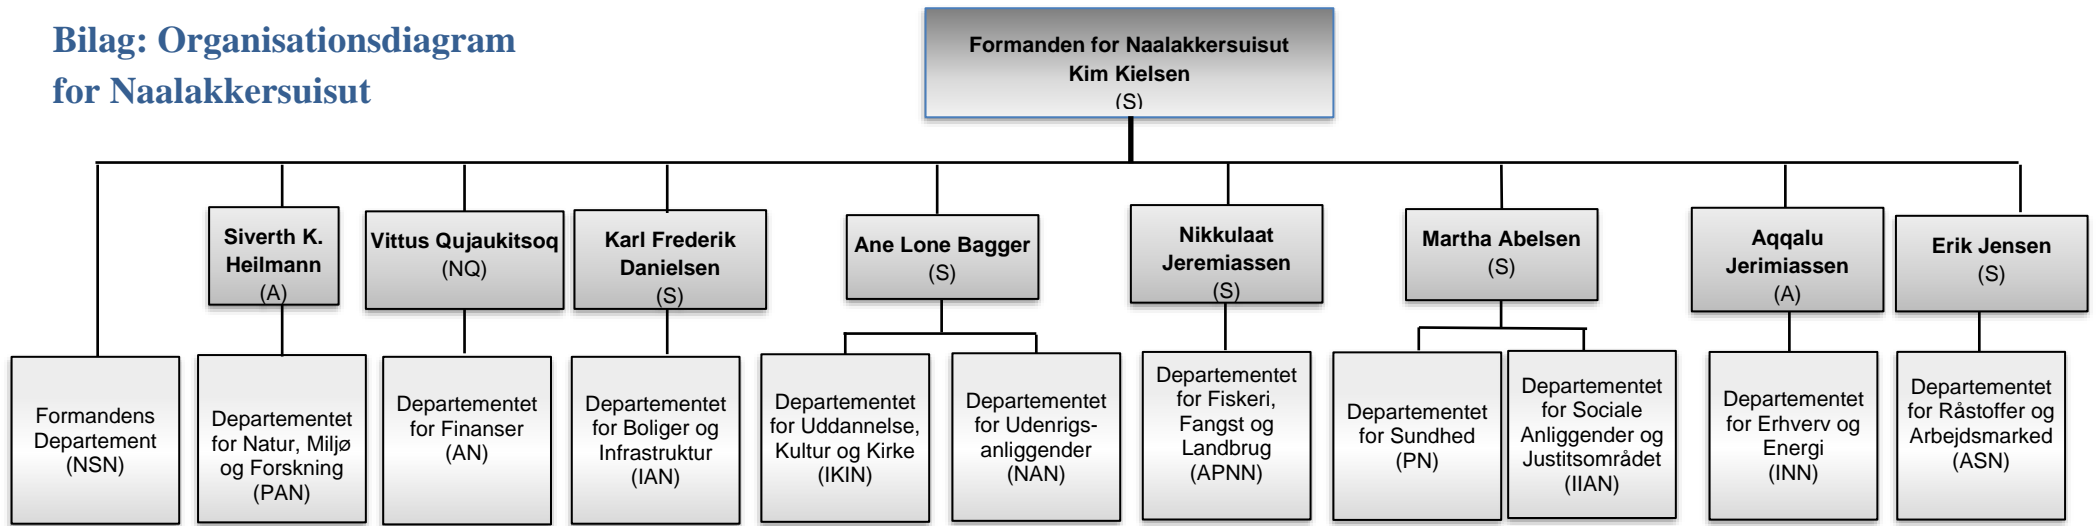 Bilag: Organisationsdiagram
for Naalakkersuisut
Formanden for Naalakkersuisut
Kim Kielsen
(S)
Siverth K.
Heilmann
(A)
Vittus Qujaukitsoq
(NQ)
Karl Frederik
Danielsen
(S)
Ane Lone Bagger
(S)
Nikkulaat
Jeremiassen
(S)
Martha Abelsen
(S)
Aqqalu
Jerimiassen
(A)
Erik Jensen
(S)
Formandens
Departement
(NSN)
Departementet
for Natur, Miljø
og Forskning
(PAN)
Departementet
for Finanser
(AN)
Departementet
for Boliger og
Infrastruktur
(IAN)
Departementet
for Uddannelse,
Kultur og Kirke
(IKIN)
Departementet
for Udenrigs-
anliggender
(NAN)
Departementet
for Fiskeri,
Fangst og
Landbrug
(APNN)
Departementet
for Sundhed
(PN)
Departementet
for Sociale
Anliggender og
Justitsområdet
(IIAN)
Departementet
for Erhverv og
Energi
(INN)
Departementet
for Råstoffer og
Arbejdsmarked
(ASN)